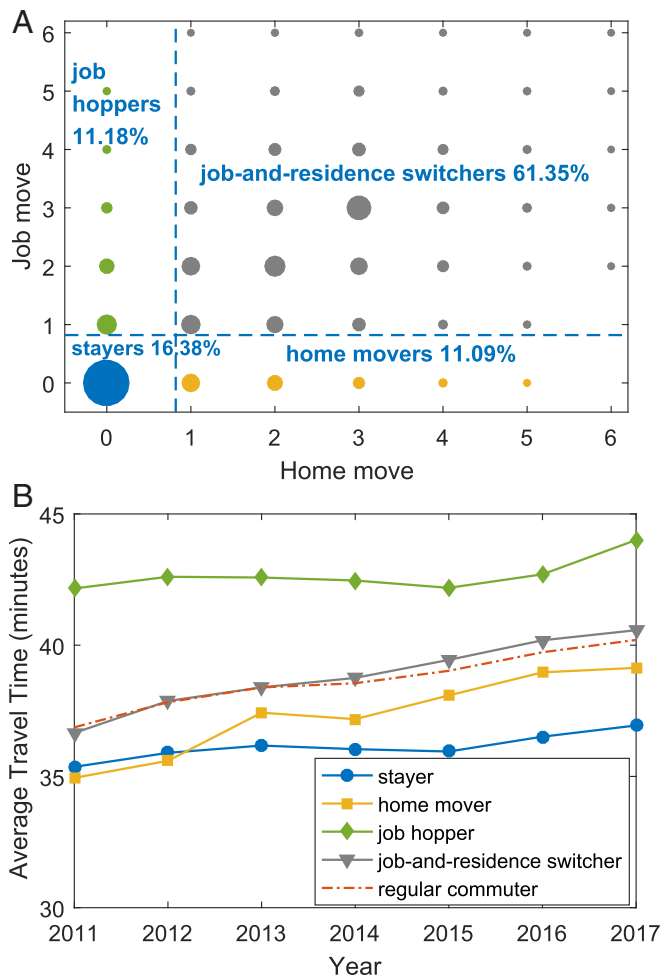 A
6
5
4
3
2
1
0
Job move
job
hoppers
11.18%
job-and-residence switchers 61.35%
stayers 16.38%
home movers 11.09%
0 1 2 3 4 5 6
Home move
B
45
40
35
30
Average Travel Time (minutes)
stayer
home mover
job hopper
job-and-residence switcher
regular commuter
2011 2012 2013 2014 2015 2016 2017
Year